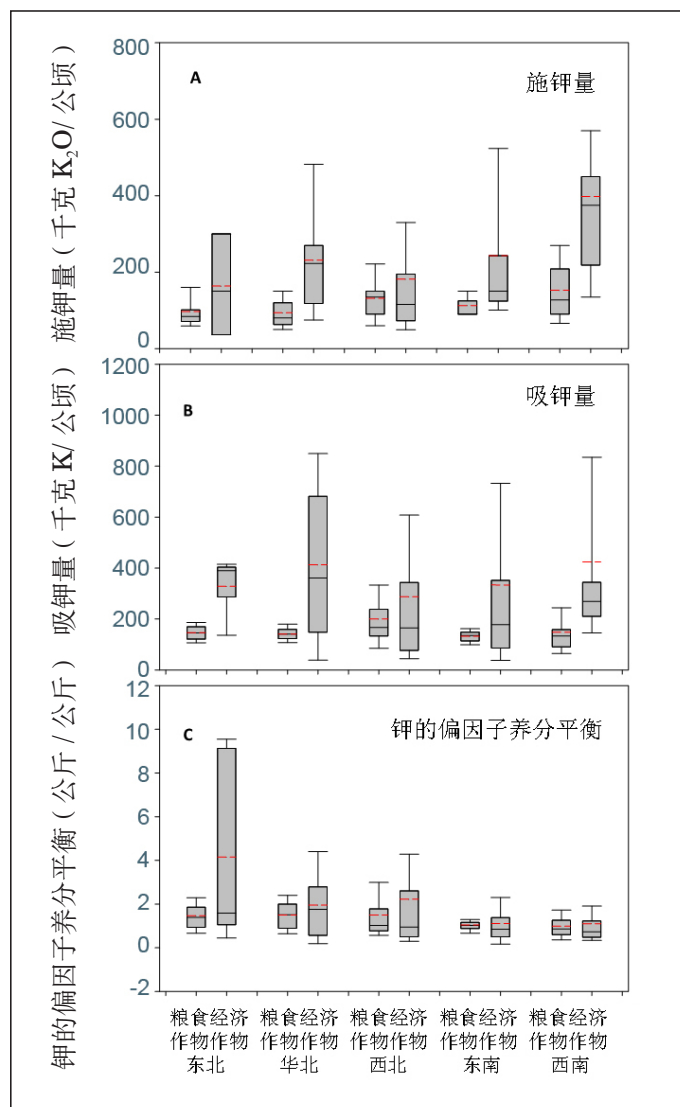 施钾量（千克 K₂O/公顷）
800
600
400
200
0
A
施钾量
吸钾量（千克 K/公顷）
1200
1000
800
600
400
200
0
B
吸钾量
钾的偏因子养分平衡（公斤/公斤）
12
10
8
6
4
2
0
-2
C
钾的偏因子养分平衡
粮食经济 粮食经济 粮食经济 粮食经济 粮食经济
作物作物 作物作物 作物作物 作物作物 作物作物
东北 华北 西北 东南 西南